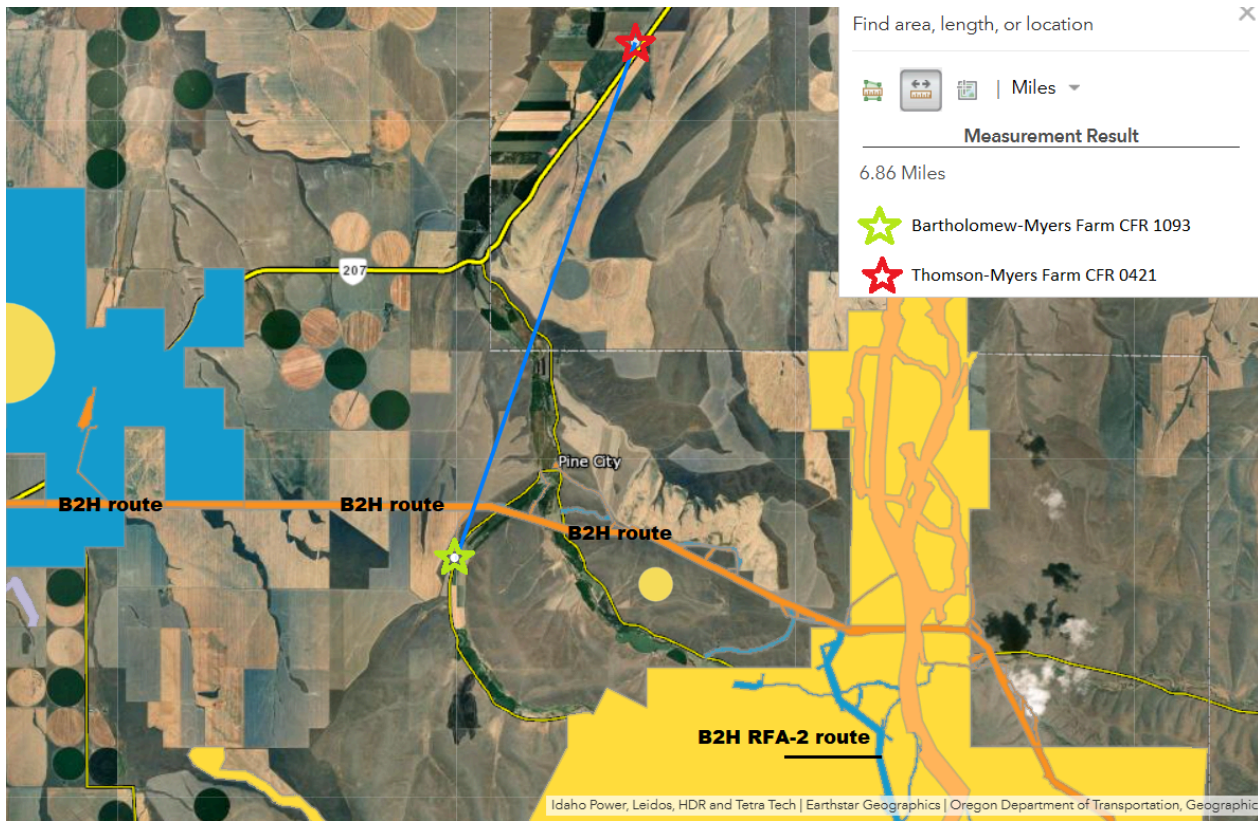 Find area, length, or location
Miles
Measurement Result
6.86 Miles
Bartholomew-Myers Farm CFR 1093
Thomson-Myers Farm CFR 0421
207
Pine City
B2H route
B2H route
B2H route
B2H RFA-2 route
Idaho Power, Leidos, HDR and Tetra Tech | Earthstar Geographics | Oregon Department of Transportation, Geographic